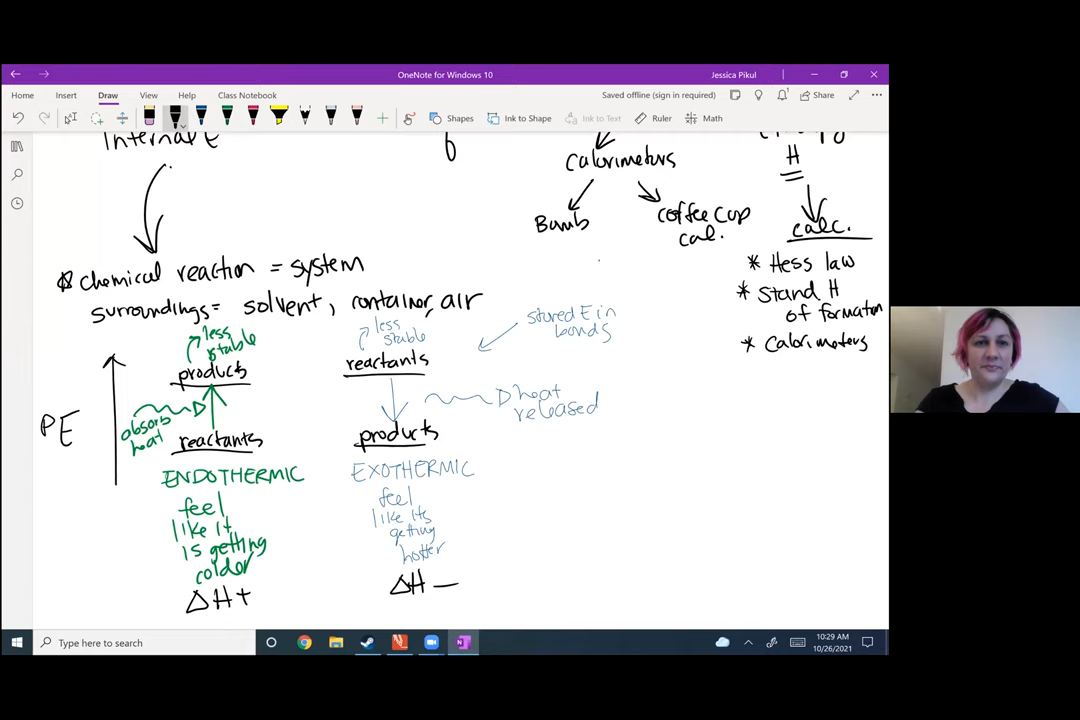 OneNote for Windows 10
Jessica Pikul
Home
Insert
Draw
View
Help
Class Notebook
Saved offline (sign in required)
Share
Shapes
Ink to Shape
Ink to Text
Ruler
Math
Internal E
Calorimeters
H
Bomb
coffee cup
cal.
calc.
* Hess law
* Stand H
of formation
* Calorimeters
chemical reaction = system
surroundings = solvent, container, air
less
stable
products
absorb
heat
reactants
PE
ENDOTHERMIC
feel
like it
is getting
colder
ΔH+
less
stable
reactants
stored E in
bonds
heat
released
products
EXOTHERMIC
feel
like its
getting
hotter
ΔH –
Type here to search
10:29 AM
10/26/2021